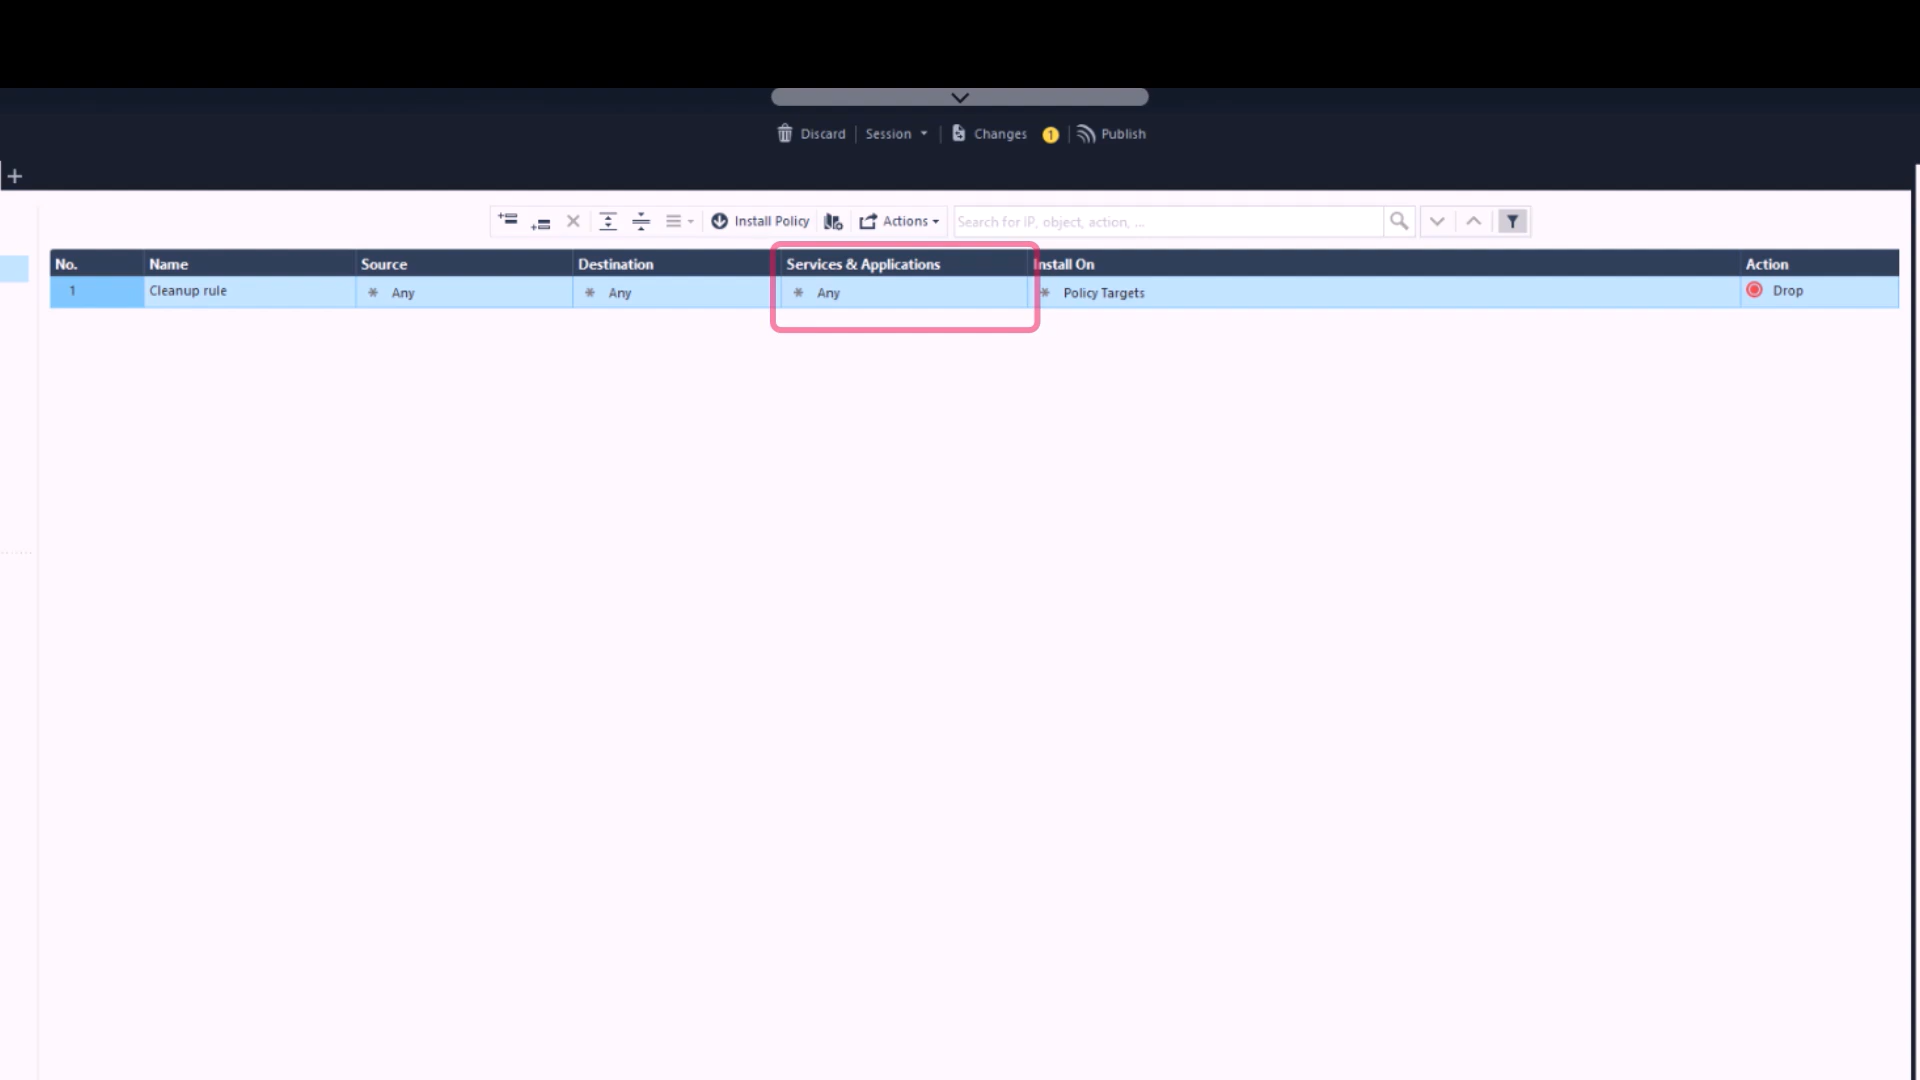 Discard Session Changes 1 Publish
+
Install Policy Actions Search for IP, object, action, ...
No. Name Source Destination Services & Applications Install On Action
1 Cleanup rule * Any * Any * Any * Policy Targets Drop